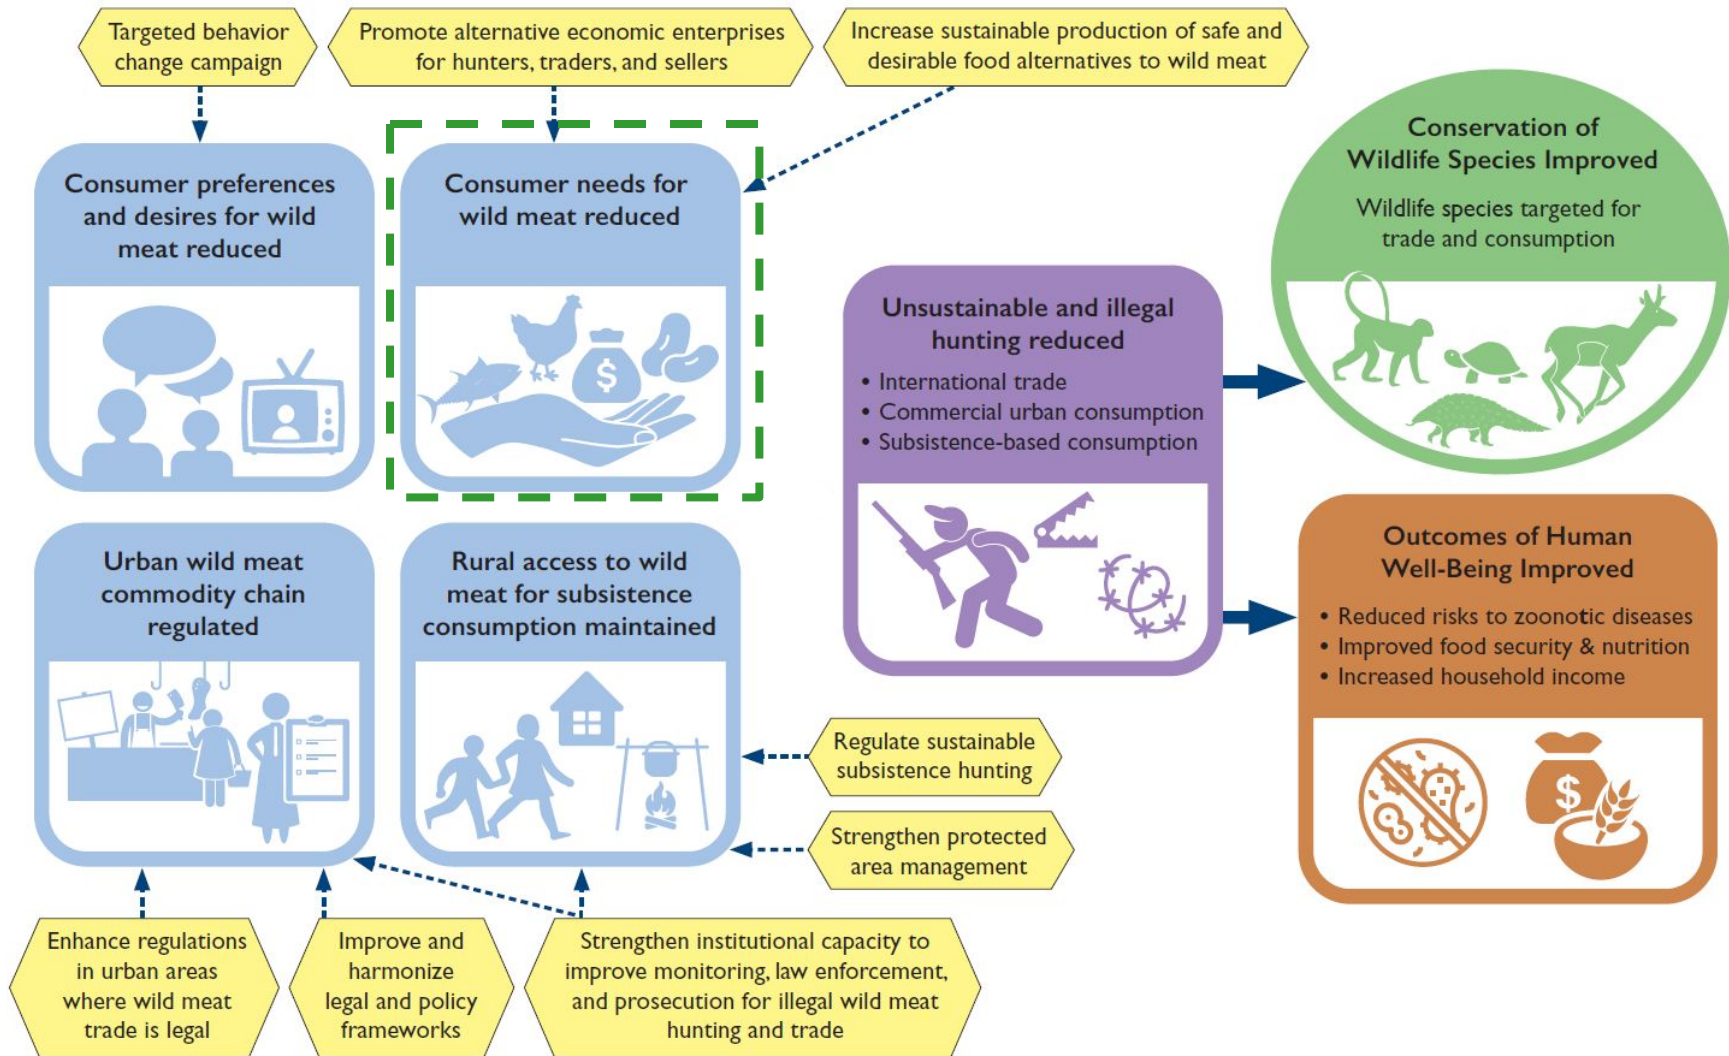 Targeted behavior
change campaign
Promote alternative economic enterprises
for hunters, traders, and sellers
Increase sustainable production of safe and
desirable food alternatives to wild meat
Consumer preferences
and desires for wild
meat reduced
Consumer needs for
wild meat reduced
$
Urban wild meat
commodity chain
regulated
Rural access to wild
meat for subsistence
consumption maintained
Unsustainable and illegal
hunting reduced
• International trade
• Commercial urban consumption
• Subsistence-based consumption
Conservation of
Wildlife Species Improved
Wildlife species targeted for
trade and consumption
Outcomes of Human
Well-Being Improved
• Reduced risks to zoonotic diseases
• Improved food security & nutrition
• Increased household income
$
Regulate sustainable
subsistence hunting
Strengthen protected
area management
Enhance regulations
in urban areas
where wild meat
trade is legal
Improve and
harmonize
legal and policy
frameworks
Strengthen institutional capacity to
improve monitoring, law enforcement,
and prosecution for illegal wild meat
hunting and trade